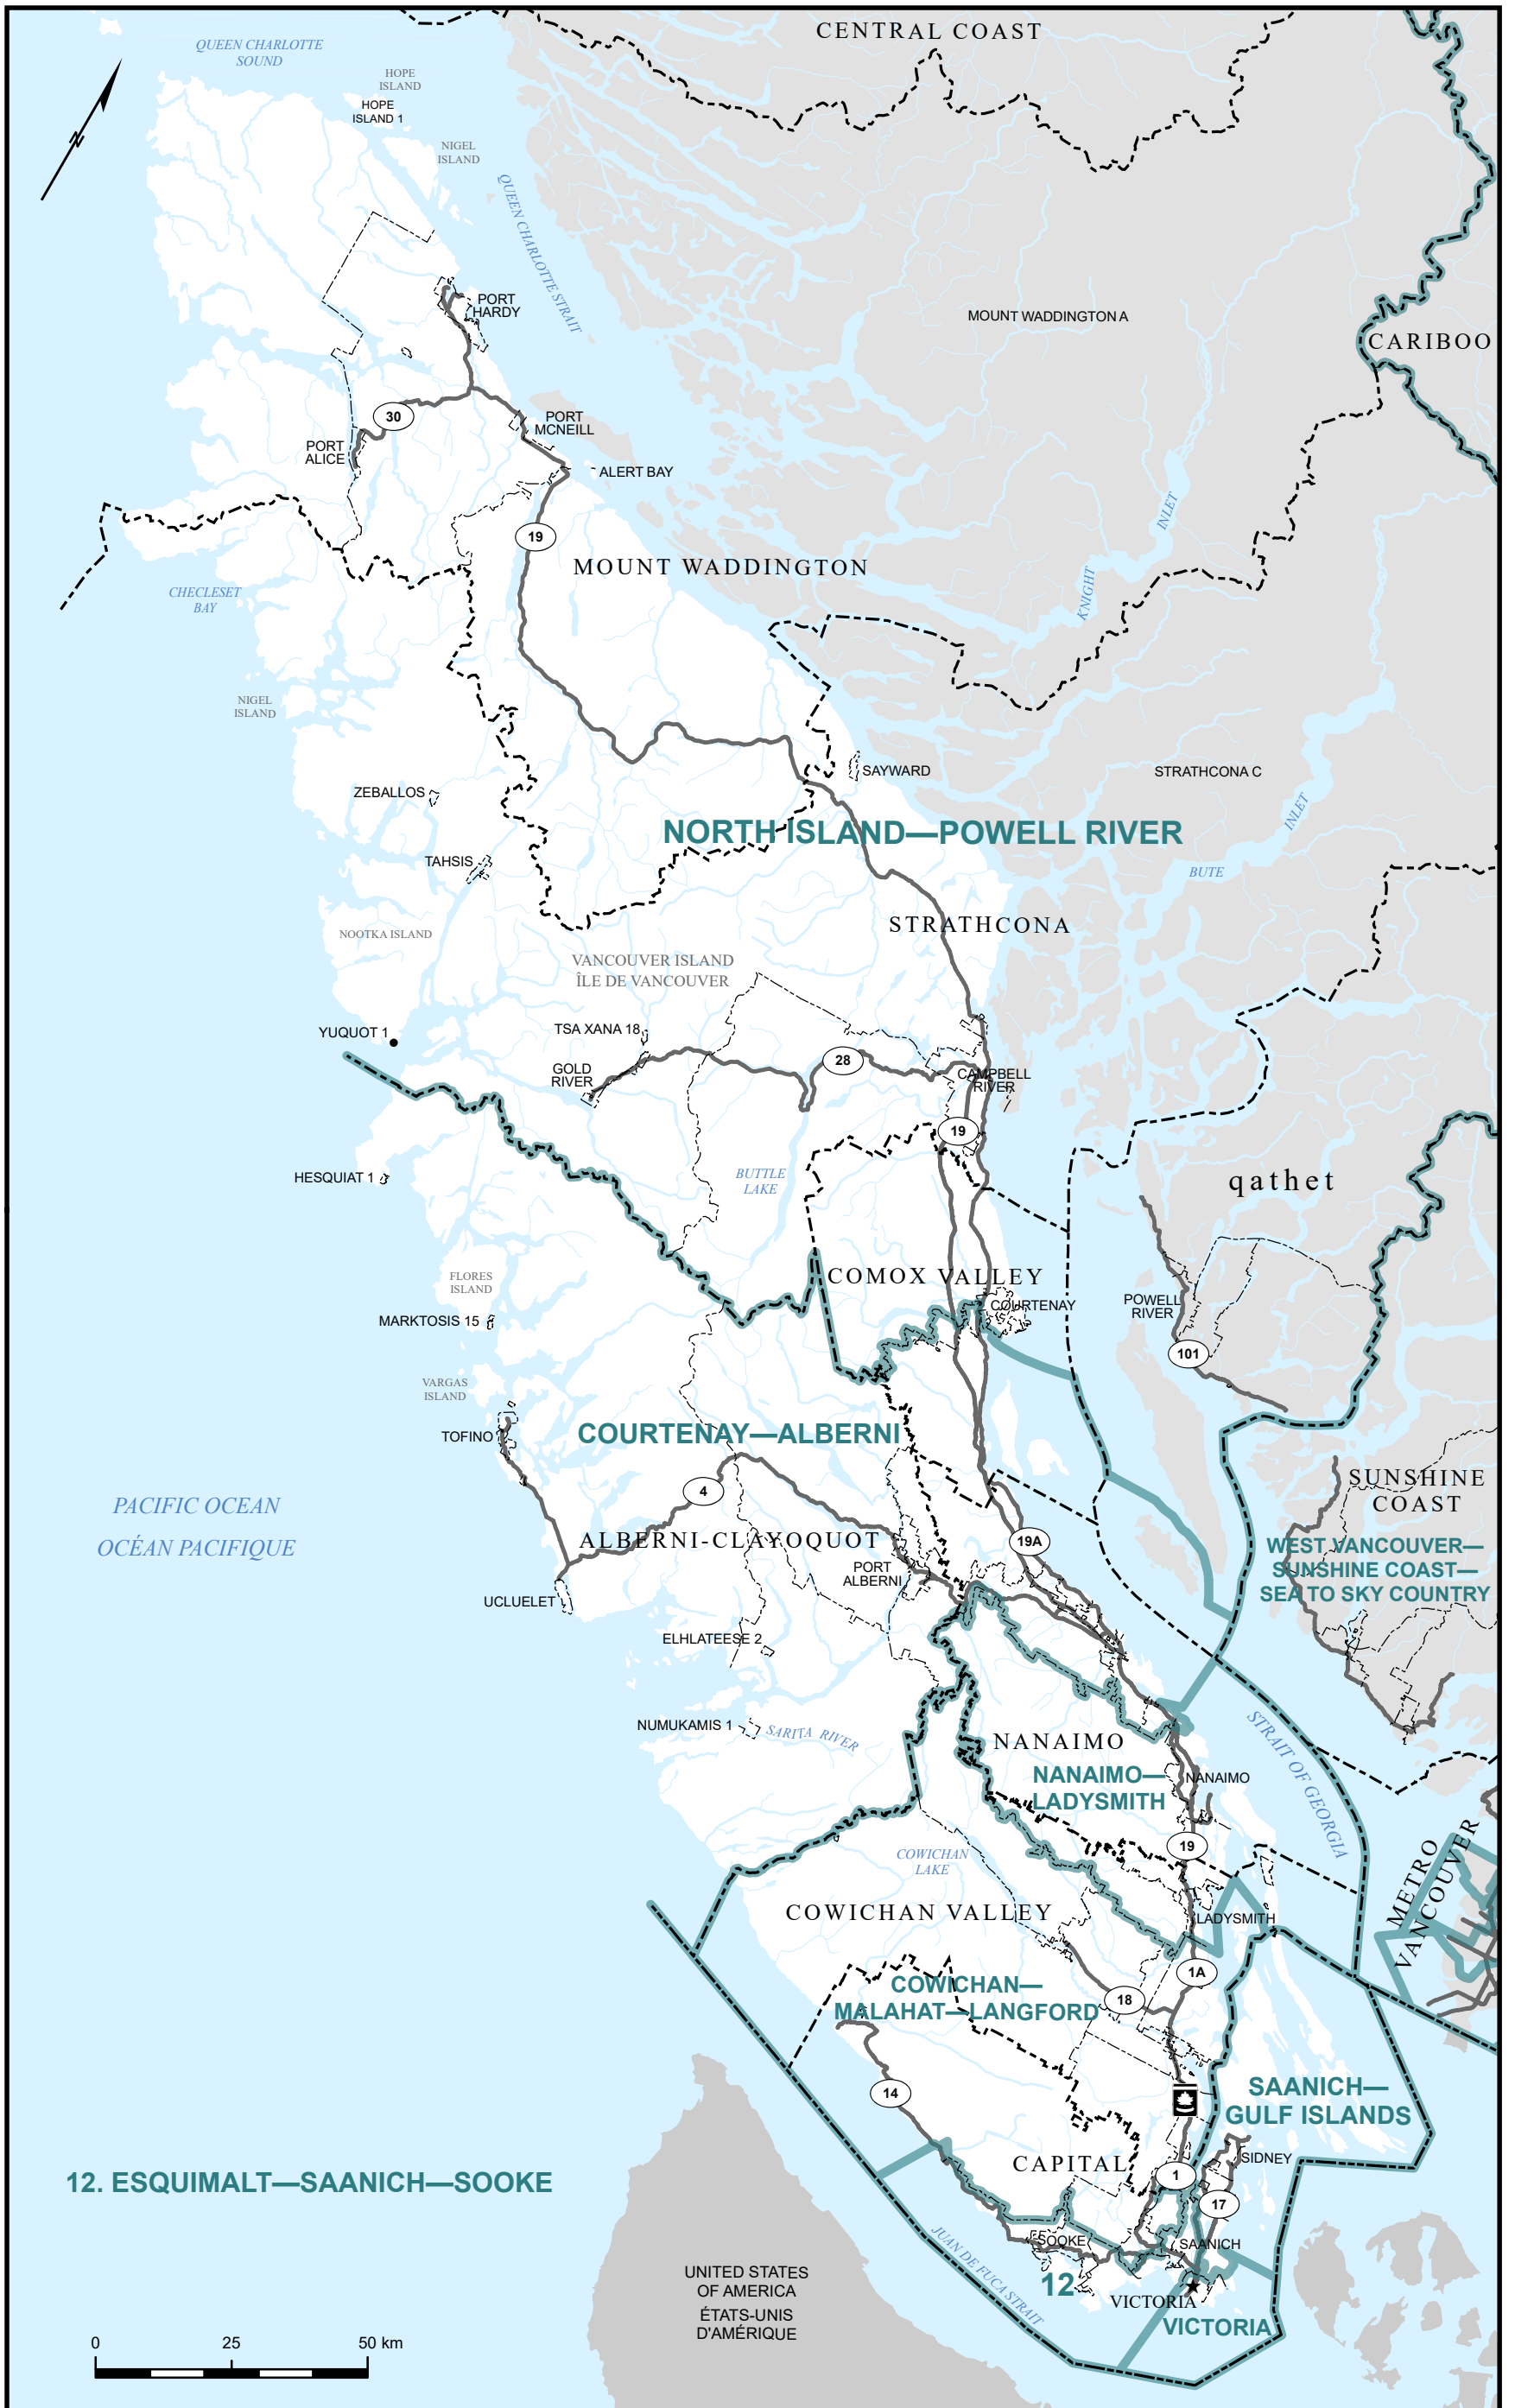 CENTRAL COAST
QUEEN CHARLOTTE
SOUND
HOPE
ISLAND
HOPE
ISLAND 1
NIGEL
ISLAND
N
QUEEN CHARLOTTE STRAIT
PORT
HARDY
MOUNT WADDINGTON A
CARIBOO
30
PORT
MCNEILL
PORT
ALICE
ALERT BAY
INLET
19
MOUNT WADDINGTON
KNIGHT
CHECLESET
BAY
NIGEL
ISLAND
SAYWARD
STRATHCONA C
ZEBALLOS
INLET
NORTH ISLAND—POWELL RIVER
TAHSIS
BUTE
NOOTKA ISLAND
STRATHCONA
VANCOUVER ISLAND
ÎLE DE VANCOUVER
YUQUOT 1
TSA XANA 18
28
GOLD
RIVER
CAMPBELL
RIVER
19
HESQUIAT 1
BUTTLE
LAKE
qathet
FLORES
ISLAND
COMOX VALLEY
COURTENAY
POWELL
RIVER
MARKTOSIS 15
101
VARGAS
ISLAND
TOFINO
COURTENAY—ALBERNI
SUNSHINE
COAST
4
PACIFIC OCEAN
OCÉAN PACIFIQUE
ALBERNI-CLAYOQUOT
19A
WEST VANCOUVER—
SUNSHINE COAST—
SEA TO SKY COUNTRY
PORT
ALBERNI
UCLUELET
ELHLATEESE 2
NUMUKAMIS 1
SARITA RIVER
STRAIT OF GEORGIA
NANAIMO
NANAIMO—
LADYSMITH
NANAIMO
19
METRO
VANCOUVER
COWICHAN
LAKE
COWICHAN VALLEY
LADYSMITH
1A
COWICHAN—
MALAHAT—LANGFORD
18
14
SAANICH—
GULF ISLANDS
CAPITAL
SIDNEY
1
12. ESQUIMALT—SAANICH—SOOKE
17
JUAN DE FUCA STRAIT
SOOKE
SAANICH
12
VICTORIA
VICTORIA
UNITED STATES
OF AMERICA
ÉTATS-UNIS
D'AMÉRIQUE
0 25 50 km